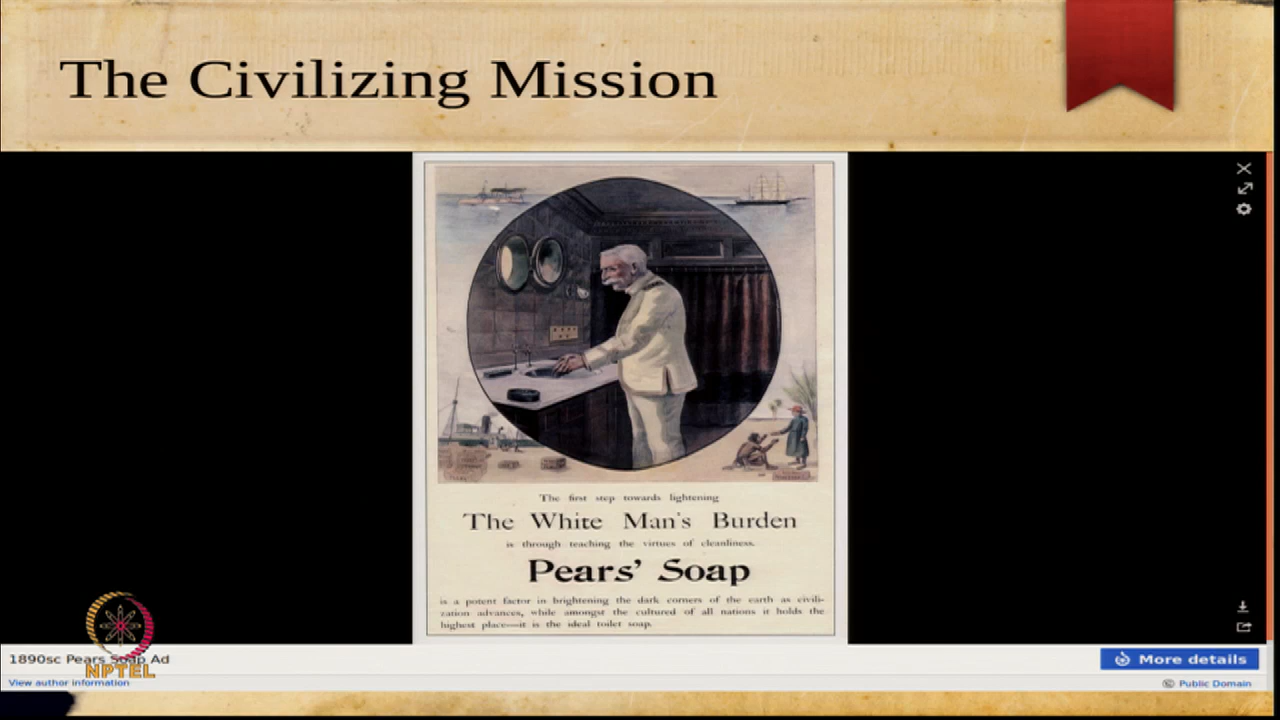 The Civilizing Mission
The first step towards lightening
The White Man's Burden
is through teaching the virtues of cleanliness.
Pears' Soap
is a potent factor in brightening the dark corners of the earth as civili-
zation advances, while amongst the cultured of all nations it holds the
highest place—it is the ideal toilet soap.
1890sc Pears Soap Ad
NPTEL
More details
View author information
Public Domain